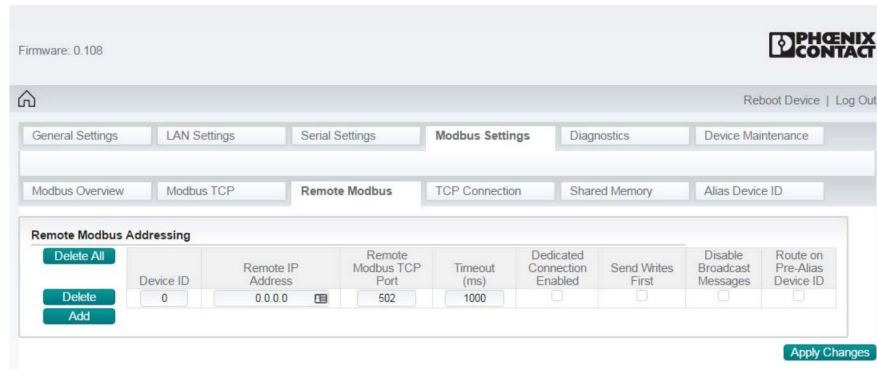 Firmware: 0.108
PHŒNIX
CONTACT
Reboot Device | Log Out
General Settings LAN Settings Serial Settings Modbus Settings Diagnostics Device Maintenance
Modbus Overview Modbus TCP Remote Modbus TCP Connection Shared Memory Alias Device ID
Remote Modbus Addressing
Delete All
Device ID
Remote IP
Address
Remote
Modbus TCP
Port
Timeout
(ms)
Dedicated
Connection
Enabled
Send Writes
First
Disable
Broadcast
Messages
Route on
Pre-Alias
Device ID
Delete 0 0.0.0.0 502 1000
Add
Apply Changes